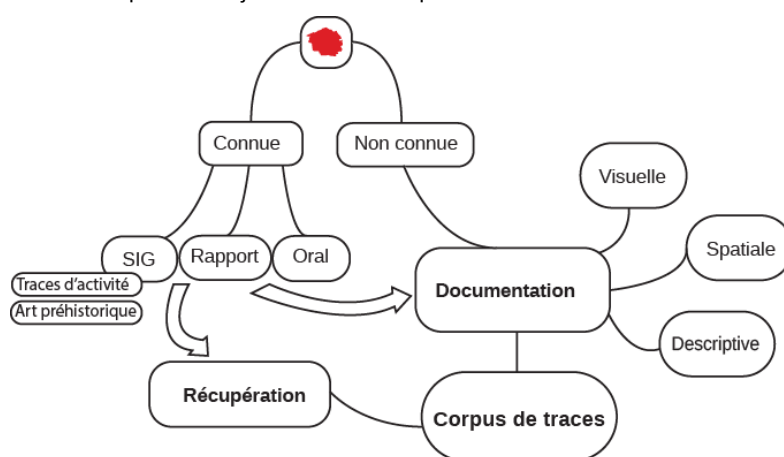 Connue
Non connue
Visuelle
SIG
Rapport
Oral
Spatiale
Traces d'activité
Art préhistorique
Documentation
Descriptive
Récupération
Corpus de traces